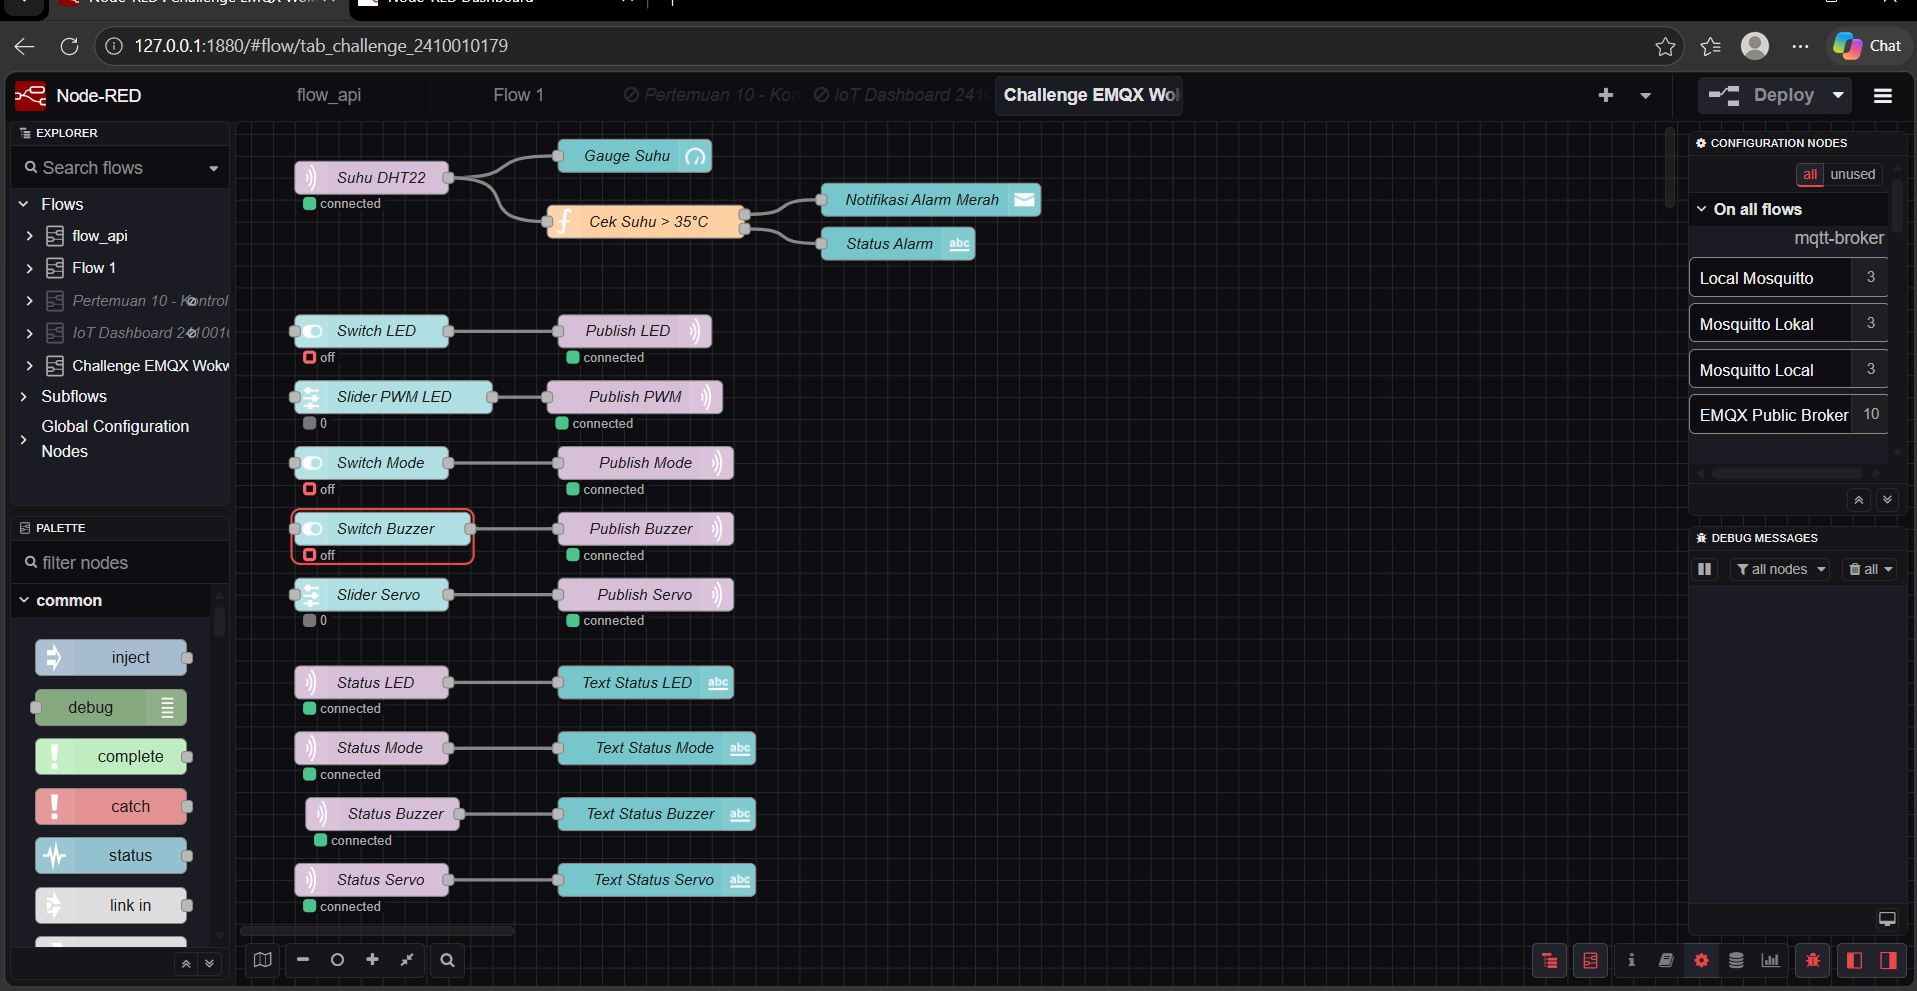 127.0.0.1:1880/#flow/tab_challenge_2410010179
Chat
Node-RED
flow_api
Flow 1
Pertemuan 10 - Kon
IoT Dashboard 241
Challenge EMQX Wok
Deploy
EXPLORER
Search flows
Flows
flow_api
Flow 1
Pertemuan 10 - Kontrol
IoT Dashboard 241001
Challenge EMQX Wokw
Subflows
Global Configuration
Nodes
PALETTE
filter nodes
common
inject
debug
complete
catch
status
link in
Suhu DHT22
connected
Gauge Suhu
Cek Suhu > 35°C
Notifikasi Alarm Merah
Status Alarm abc
Switch LED
off
Publish LED
connected
Slider PWM LED
0
Publish PWM
connected
Switch Mode
off
Publish Mode
connected
Switch Buzzer
off
Publish Buzzer
connected
Slider Servo
0
Publish Servo
connected
Status LED
connected
Text Status LED abc
Status Mode
connected
Text Status Mode abc
Status Buzzer
connected
Text Status Buzzer abc
Status Servo
connected
Text Status Servo abc
CONFIGURATION NODES
all unused
On all flows
mqtt-broker
Local Mosquitto 3
Mosquitto Lokal 3
Mosquitto Local 3
EMQX Public Broker 10
DEBUG MESSAGES
all nodes
all